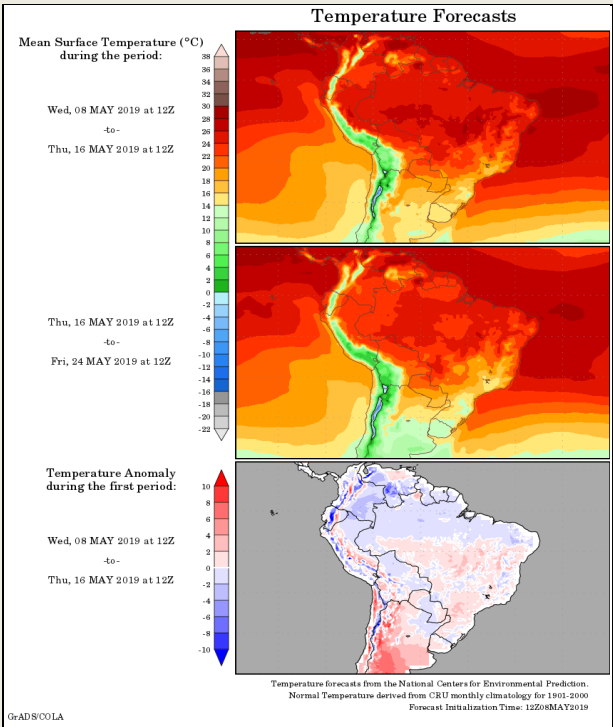 Temperature Forecasts
Mean Surface Temperature (°C)
during the period:
Wed, 08 MAY 2019 at 12Z
-to-
Thu, 16 MAY 2019 at 12Z
38
36
34
32
30
28
26
24
22
20
18
16
14
12
10
8
6
4
2
0
-2
-4
-6
-8
-10
-12
-14
-16
-18
-20
-22
Thu, 16 MAY 2019 at 12Z
-to-
Fri, 24 MAY 2019 at 12Z
Temperature Anomaly
during the first period:
Wed, 08 MAY 2019 at 12Z
-to-
Thu, 16 MAY 2019 at 12Z
10
8
6
4
2
0
-2
-4
-6
-8
-10
Temperature forecasts from the National Centers for Environmental Prediction.
Normal Temperature derived from CRU monthly climatology for 1901-2000
Forecast Initialization Time: 12Z08MAY2019
GrADS/COLA